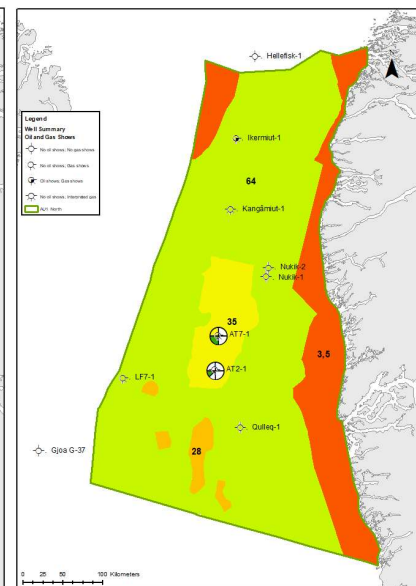 Hellefisk-1
Legend
Well Summary
Oil and Gas Shows
No oil shows, No gas shows
No oil shows, Gas shows
Oil shows, Gas shows
No oil shows, Interpreted gas
AU1 North
Ikermiut-1
64
Kangâmiut-1
Nukik-2
Nukik-1
35
AT7-1
3,5
LF7-1
AT2-1
Qulleq-1
Gjoa G-37
28
0 25 50 100 Kilometers